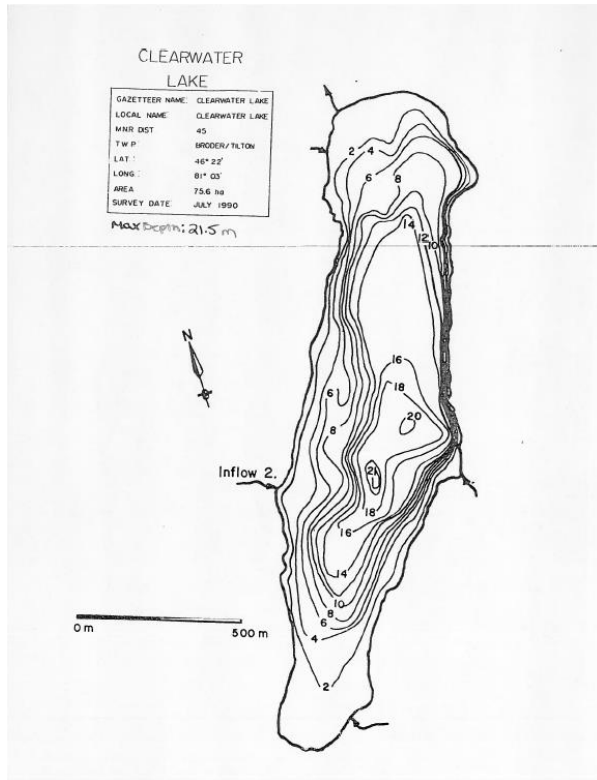 CLEARWATER
LAKE
GAZETTEER NAME: CLEARWATER LAKE
LOCAL NAME: CLEARWATER LAKE
MNR DIST 45
TWP BRODER/TILTON
LAT: 46° 22'
LONG: 81° 03'
AREA 75.6 ha
SURVEY DATE: JULY 1990
Max Depth: 21.5 m
2 4
6 8
14 12 10
N
16
6 18
8 20
Inflow 2. 21
18
16
14
10
8
6
4
0 m 500 m
2